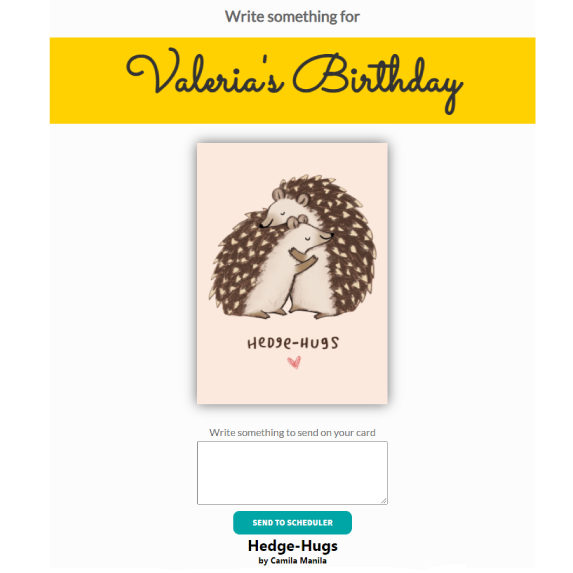 Write something for
Valeria's Birthday
Hedge-Hugs
Write something to send on your card
SEND TO SCHEDULER
Hedge-Hugs
by Camila Manila